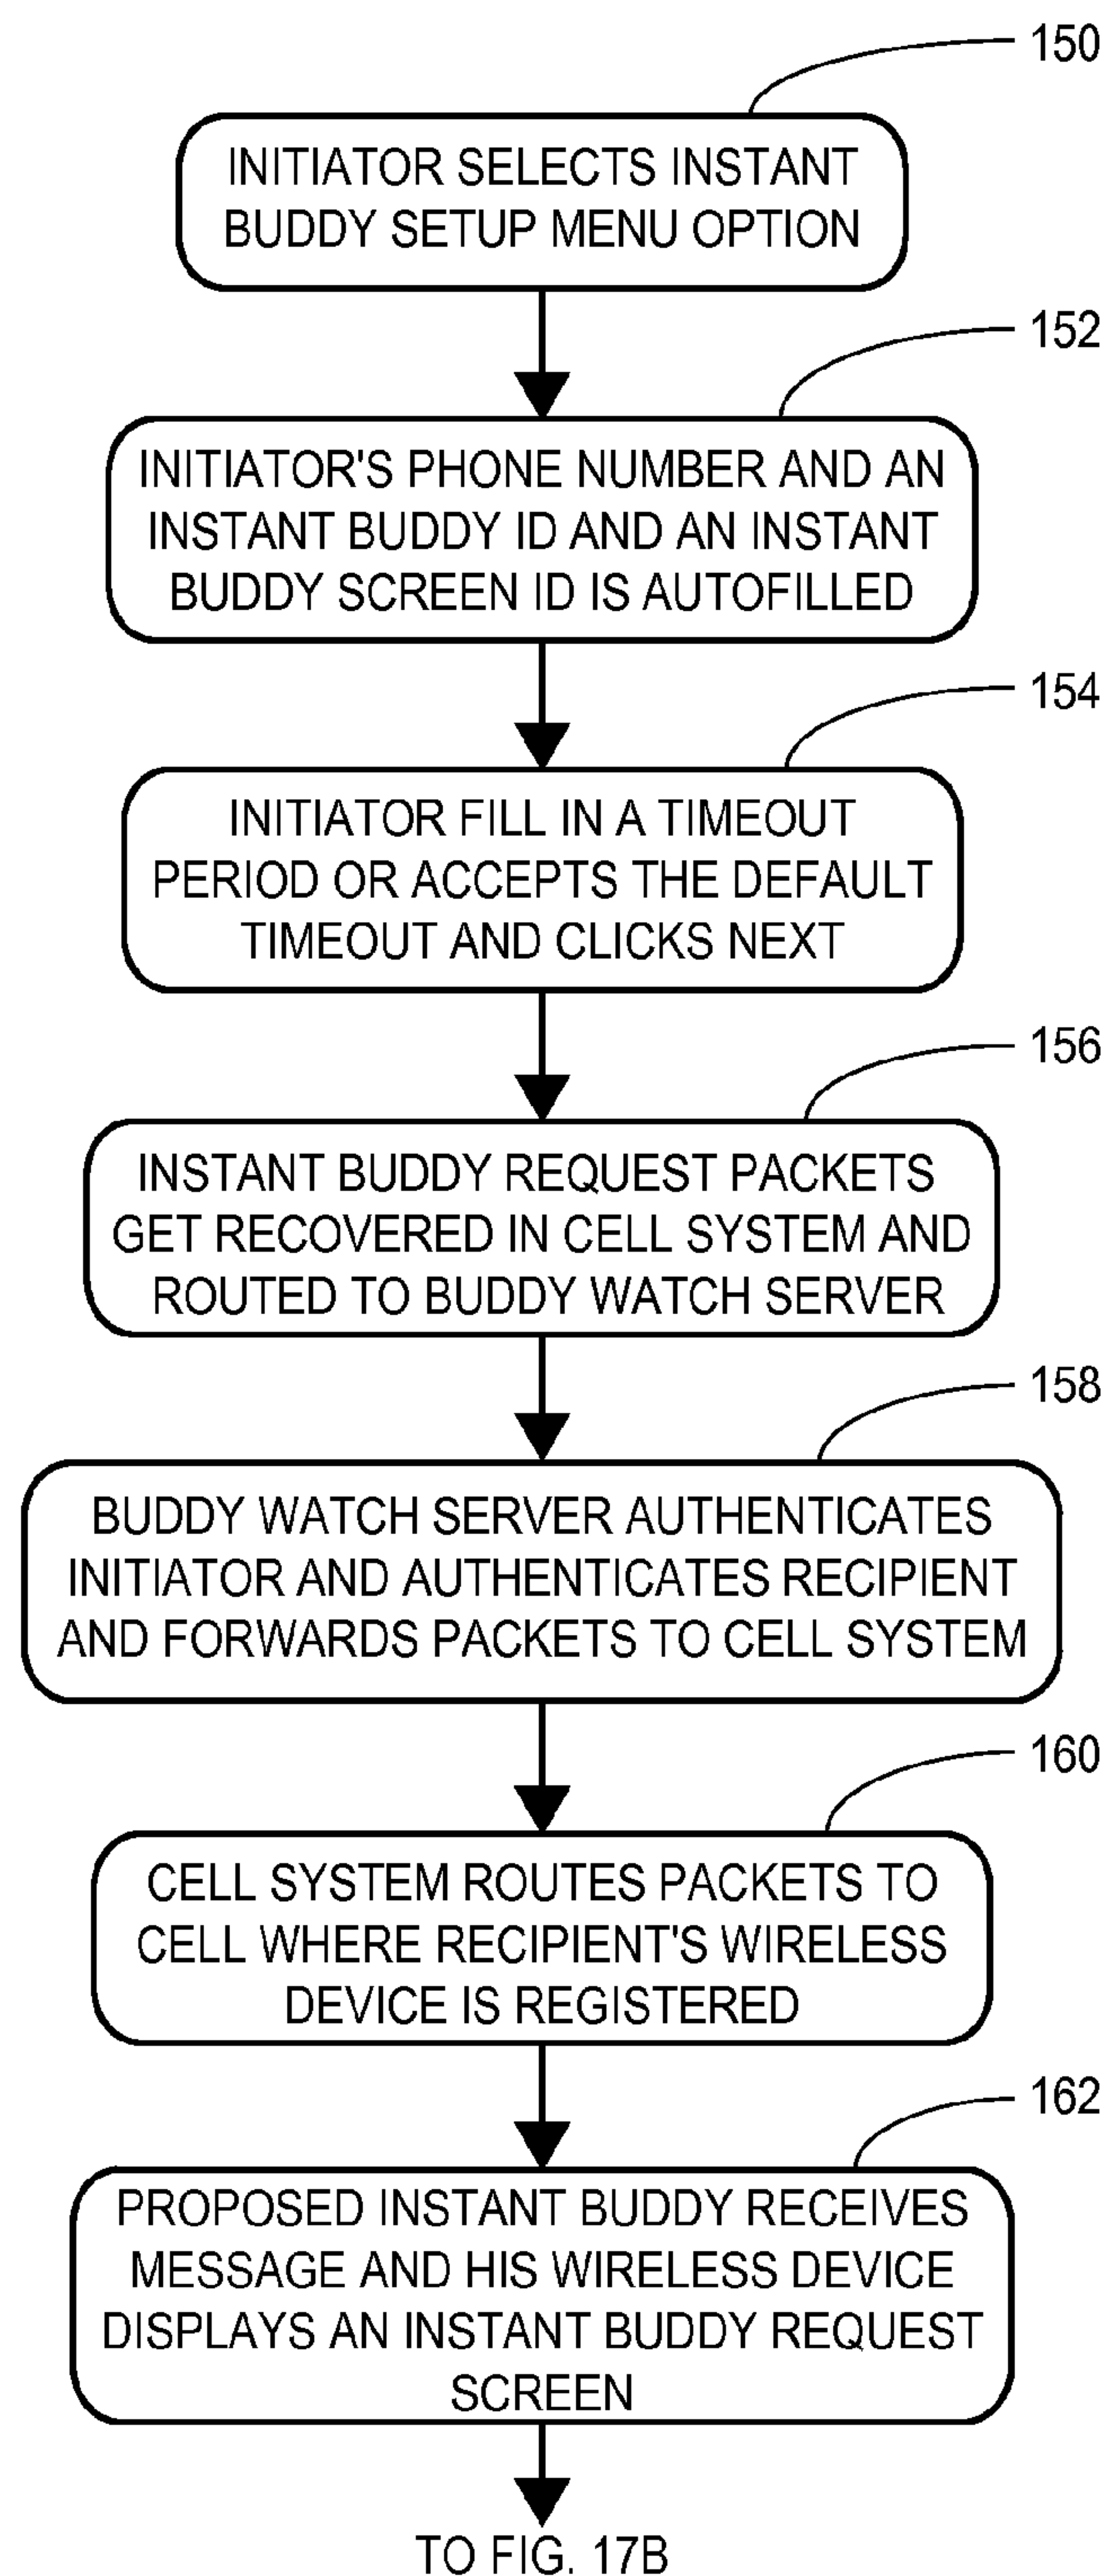 150
INITIATOR SELECTS INSTANT
BUDDY SETUP MENU OPTION
152
INITIATOR'S PHONE NUMBER AND AN
INSTANT BUDDY ID AND AN INSTANT
BUDDY SCREEN ID IS AUTOFILLED
154
INITIATOR FILL IN A TIMEOUT
PERIOD OR ACCEPTS THE DEFAULT
TIMEOUT AND CLICKS NEXT
156
INSTANT BUDDY REQUEST PACKETS
GET RECOVERED IN CELL SYSTEM AND
ROUTED TO BUDDY WATCH SERVER
158
BUDDY WATCH SERVER AUTHENTICATES
INITIATOR AND AUTHENTICATES RECIPIENT
AND FORWARDS PACKETS TO CELL SYSTEM
160
CELL SYSTEM ROUTES PACKETS TO
CELL WHERE RECIPIENT'S WIRELESS
DEVICE IS REGISTERED
162
PROPOSED INSTANT BUDDY RECEIVES
MESSAGE AND HIS WIRELESS DEVICE
DISPLAYS AN INSTANT BUDDY REQUEST
SCREEN
TO FIG. 17B